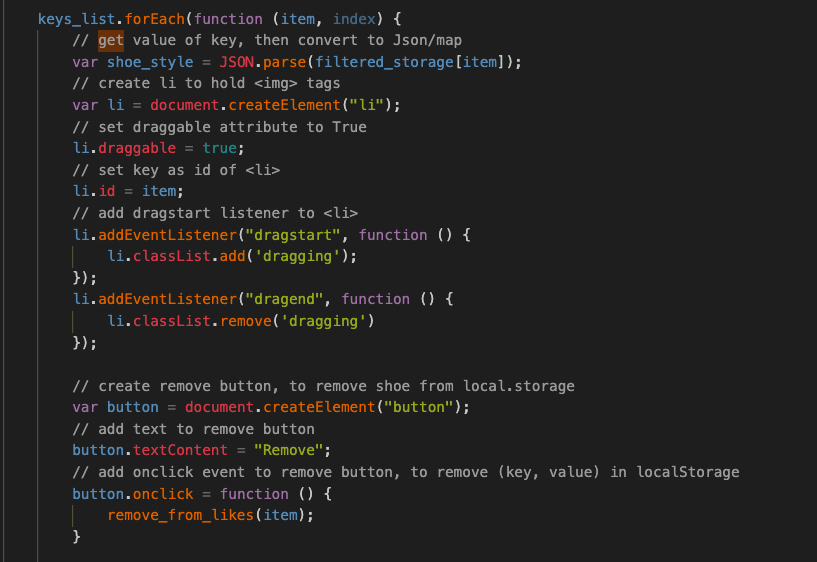 keys_list.forEach(function (item, index) {
// get value of key, then convert to Json/map
var shoe_style = JSON.parse(filtered_storage[item]);
// create li to hold <img> tags
var li = document.createElement("li");
// set draggable attribute to True
li.draggable = true;
// set key as id of <li>
li.id = item;
// add dragstart listener to <li>
li.addEventListener("dragstart", function () {
li.classList.add('dragging');
});
li.addEventListener("dragend", function () {
li.classList.remove('dragging')
});
// create remove button, to remove shoe from local.storage
var button = document.createElement("button");
// add text to remove button
button.textContent = "Remove";
// add onclick event to remove button, to remove (key, value) in localStorage
button.onclick = function () {
remove_from_likes(item);
}